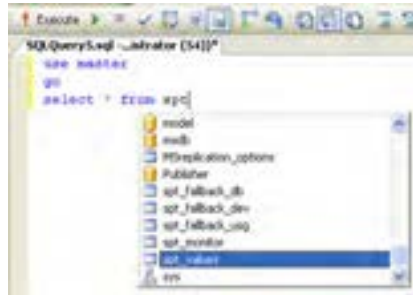 Execute
SQLQuery5.sql -...istrator (54))*
use master
go
select * from spt
model
msdb
MSreplication_options
Publisher
spt_fallback_db
spt_fallback_dev
spt_fallback_usg
spt_monitor
spt_values
sys